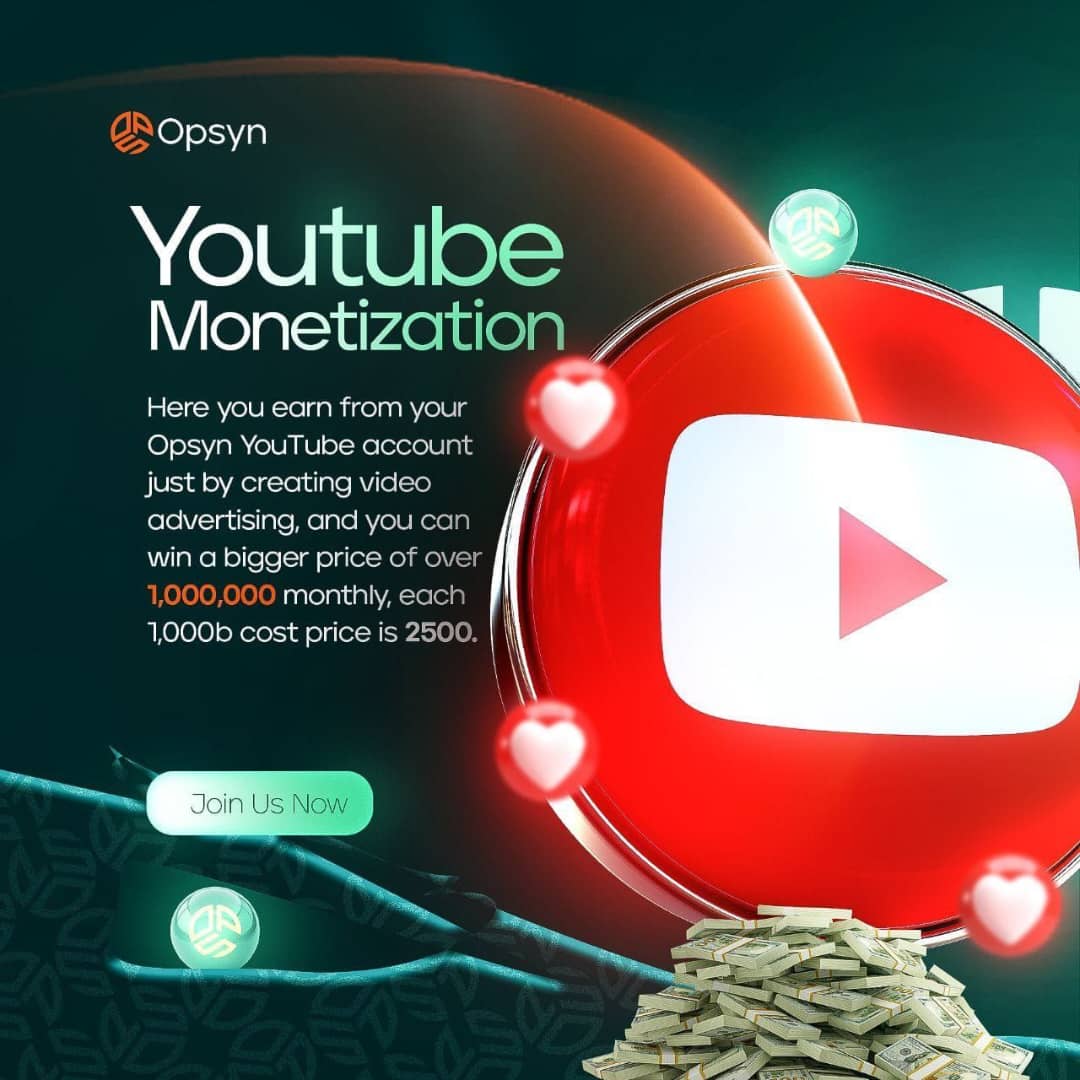 Opsyn
Youtube
Monetization
Here you earn from your
Opsyn YouTube account
just by creating video
advertising, and you can
win a bigger price of over
1,000,000 monthly, each
1,000b cost price is 2500.
Join Us Now